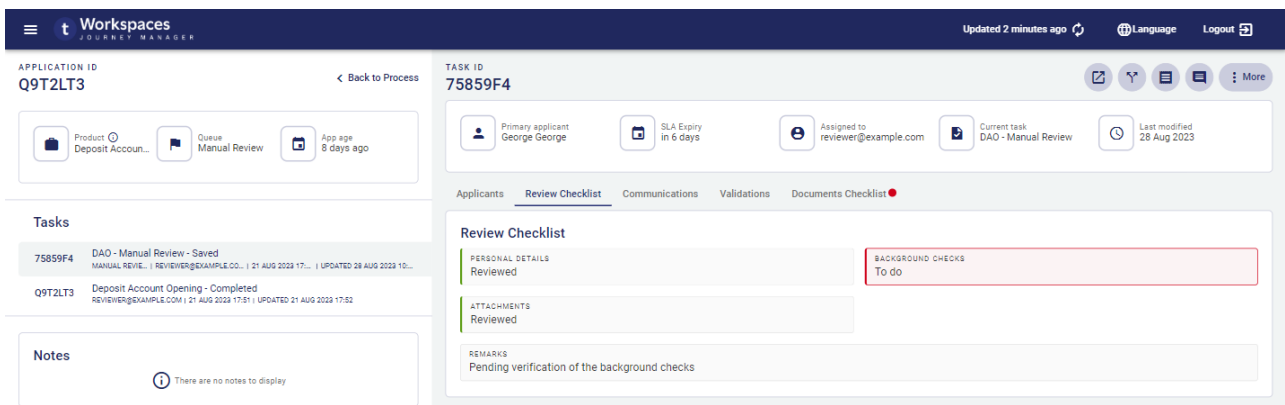 Workspaces
JOURNEY MANAGER
Updated 2 minutes ago
Language
Logout
APPLICATION ID
Q9T2LT3
Back to Process
Product
Deposit Accoun...
Queue
Manual Review
App age
8 days ago
Tasks
75859F4
DAO - Manual Review - Saved
MANUAL REVIE... | REVIEWER@EXAMPLE.CO... | 21 AUG 2023 17:... | UPDATED 28 AUG 2023 10:...
Q9T2LT3
Deposit Account Opening - Completed
REVIEWER@EXAMPLE.COM | 21 AUG 2023 17:51 | UPDATED 21 AUG 2023 17:52
Notes
There are no notes to display
TASK ID
75859F4
More
Primary applicant
George George
SLA Expiry
in 6 days
Assigned to
reviewer@example.com
Current task
DAO - Manual Review
Last modified
28 Aug 2023
Applicants Review Checklist Communications Validations Documents Checklist
Review Checklist
PERSONAL DETAILS
Reviewed
BACKGROUND CHECKS
To do
ATTACHMENTS
Reviewed
REMARKS
Pending verification of the background checks